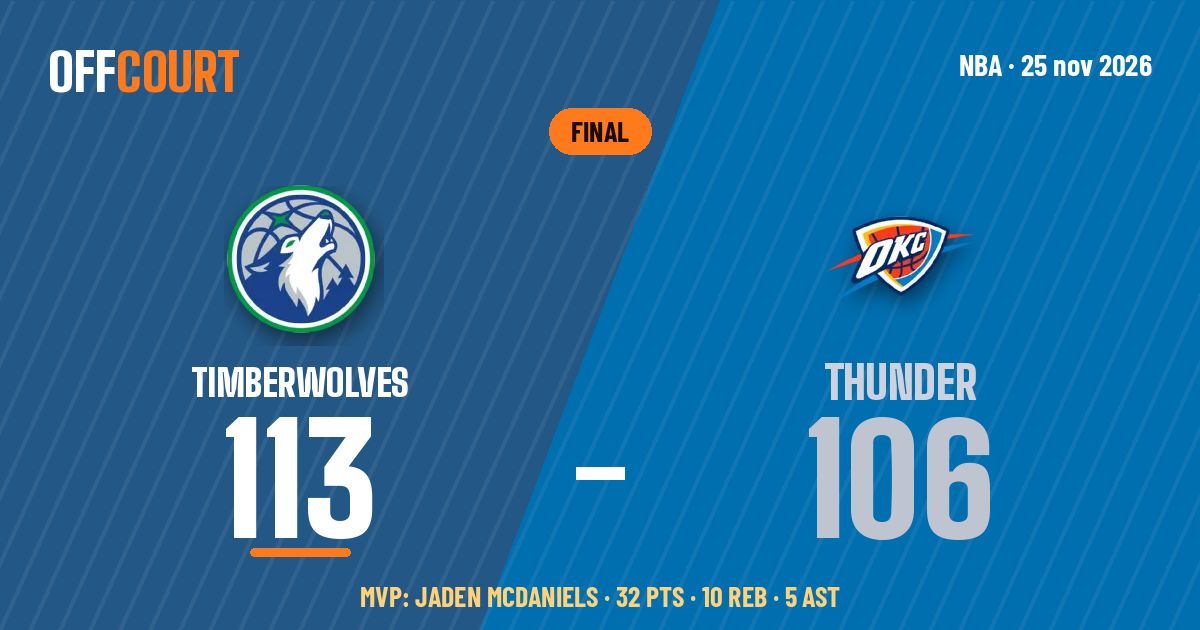 OFFCOURT
NBA · 25 nov 2026
FINAL
OKC
TIMBERWOLVES
THUNDER
113
–
106
MVP: JADEN MCDANIELS · 32 PTS · 10 REB · 5 AST